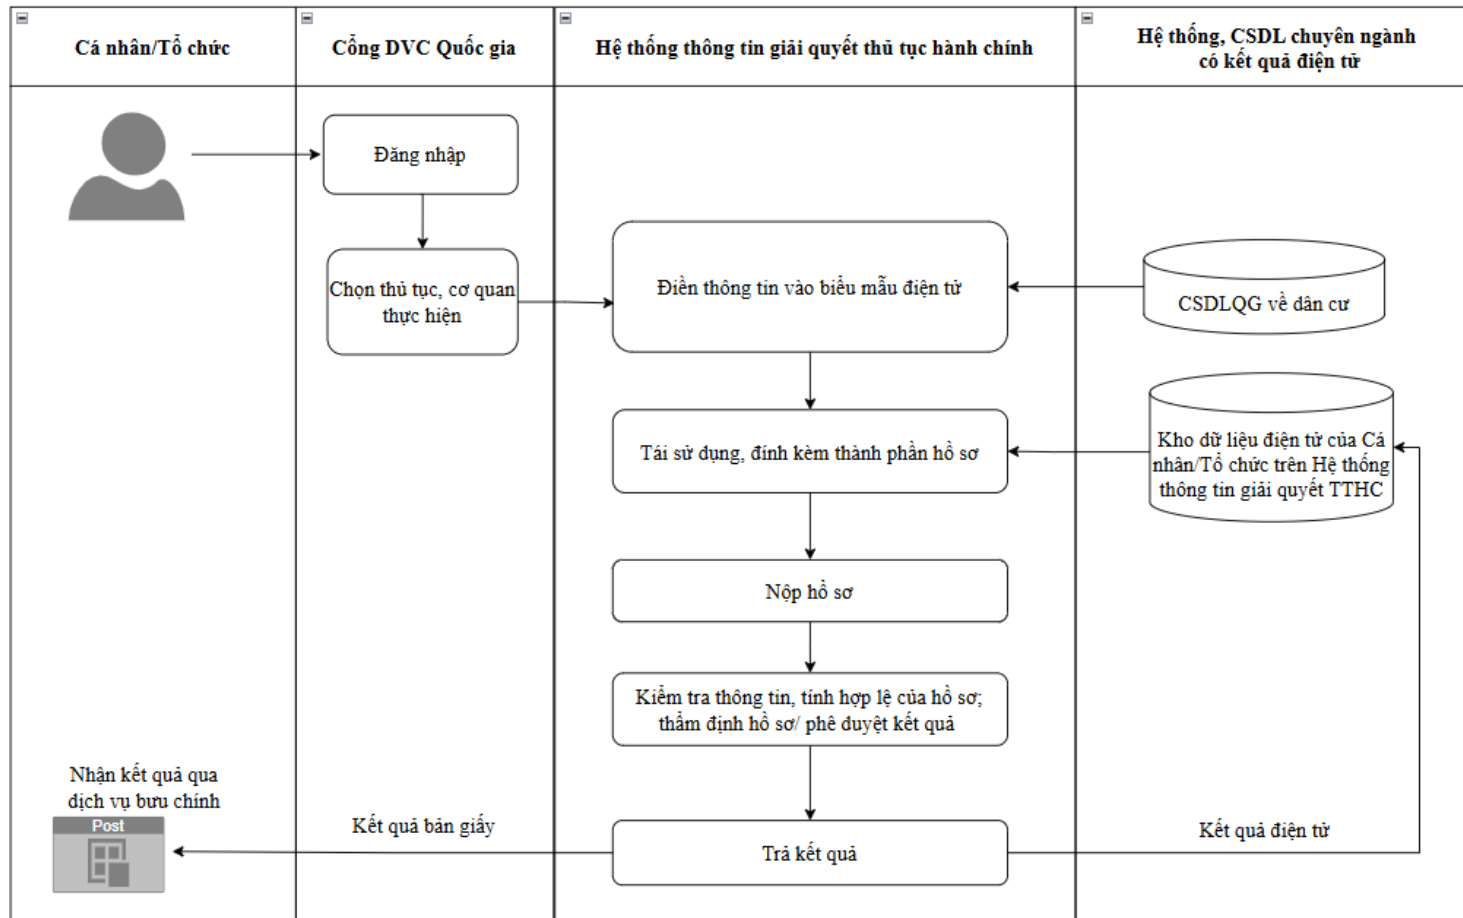 Cá nhân/Tổ chức
Cổng DVC Quốc gia
Hệ thống thông tin giải quyết thủ tục hành chính
Hệ thống, CSDL chuyên ngành
có kết quả điện tử
Đăng nhập
Chọn thủ tục, cơ quan
thực hiện
Điền thông tin vào biểu mẫu điện tử
CSDLQG về dân cư
Tái sử dụng, đính kèm thành phần hồ sơ
Kho dữ liệu điện tử của Cá
nhân/Tổ chức trên Hệ thống
thông tin giải quyết TTHC
Nộp hồ sơ
Kiểm tra thông tin, tính hợp lệ của hồ sơ;
thẩm định hồ sơ/ phê duyệt kết quả
Nhận kết quả qua
dịch vụ bưu chính
Post
Kết quả bản giấy
Trả kết quả
Kết quả điện tử